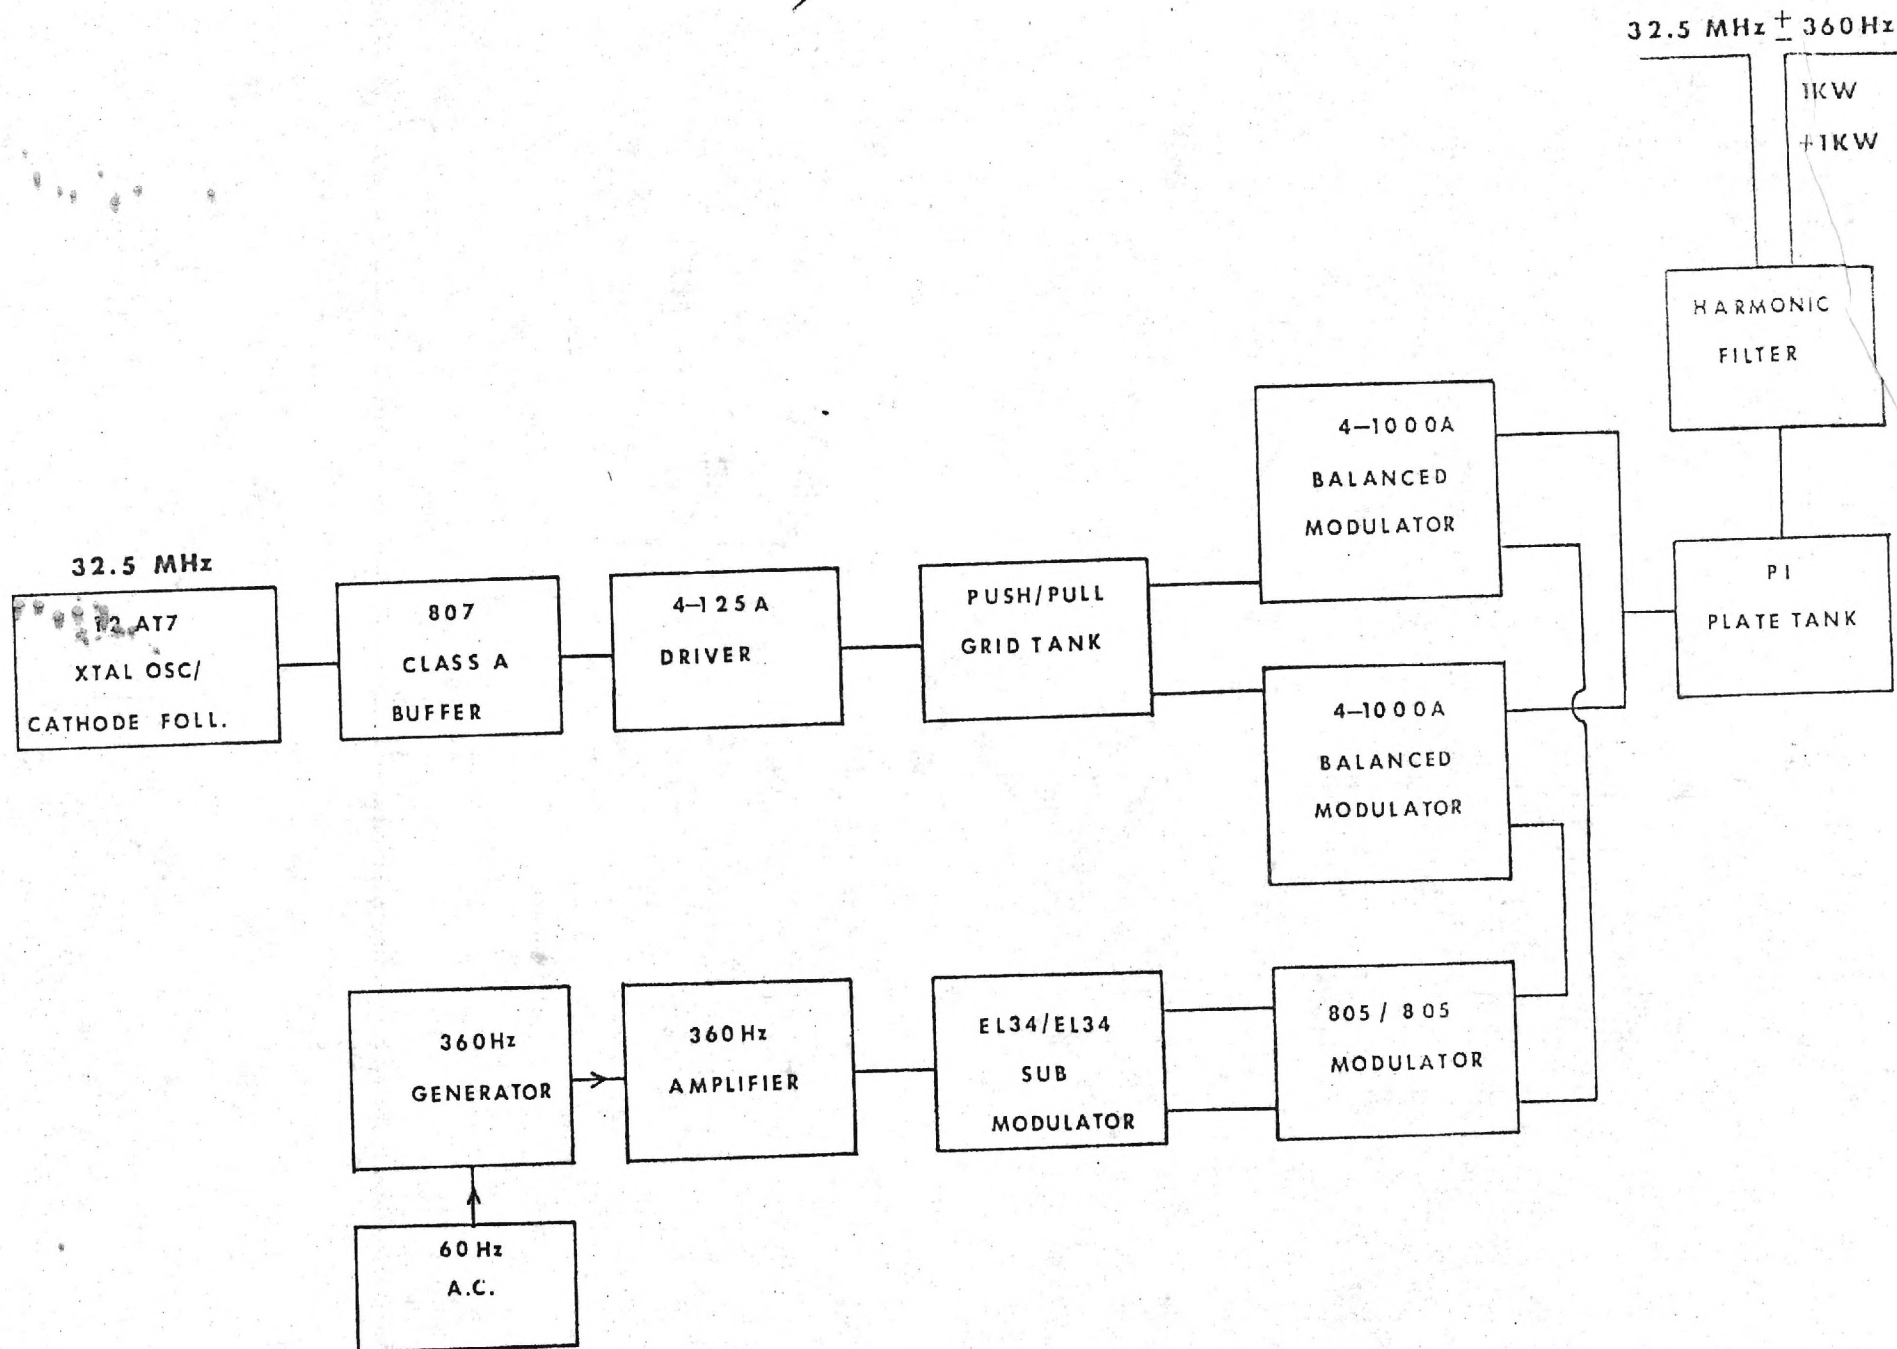 32.5 MHz ± 360Hz
1KW
+1KW
HARMONIC
FILTER
4-1000A
BALANCED
MODULATOR
32.5 MHz
12 AT7
XTAL OSC/
CATHODE FOLL.
807
CLASS A
BUFFER
4-125A
DRIVER
PUSH/PULL
GRID TANK
PI
PLATE TANK
4-1000A
BALANCED
MODULATOR
360Hz
GENERATOR
360Hz
AMPLIFIER
EL34/EL34
SUB
MODULATOR
805 / 805
MODULATOR
60 Hz
A.C.